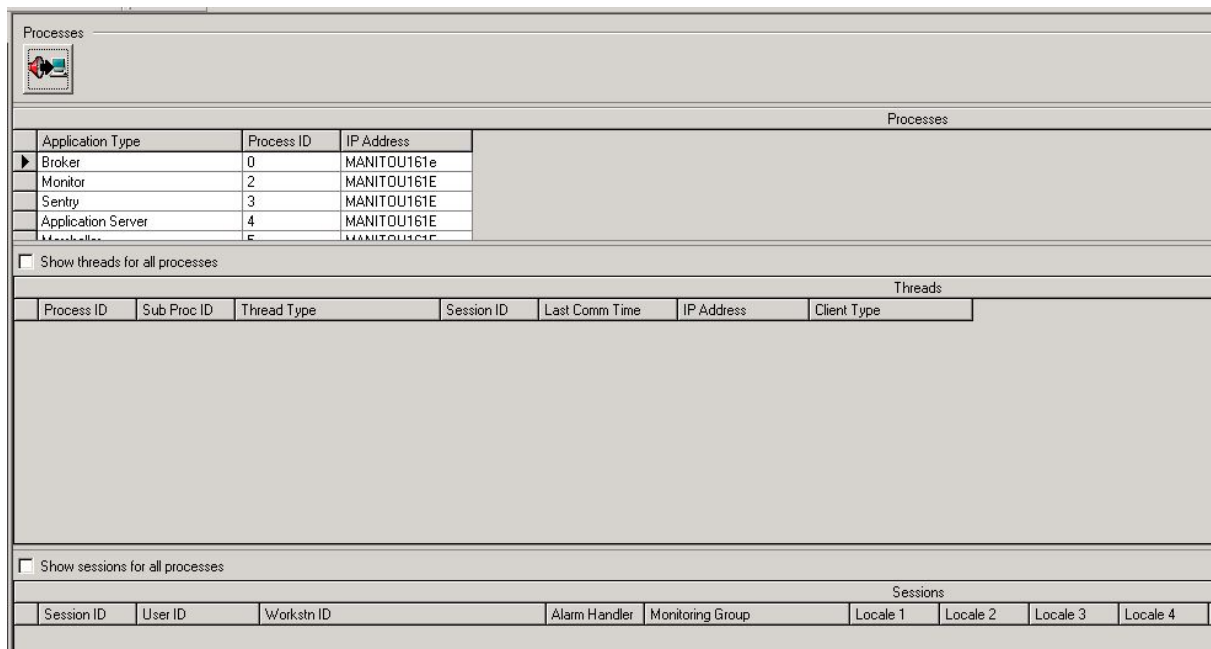 Processes
Processes
Application Type Process ID IP Address
Broker 0 MANITOU161e
Monitor 2 MANITOU161E
Sentry 3 MANITOU161E
Application Server 4 MANITOU161E
Show threads for all processes
Threads
Process ID Sub Proc ID Thread Type Session ID Last Comm Time IP Address Client Type
Show sessions for all processes
Sessions
Session ID User ID Workstn ID Alarm Handler Monitoring Group Locale 1 Locale 2 Locale 3 Locale 4